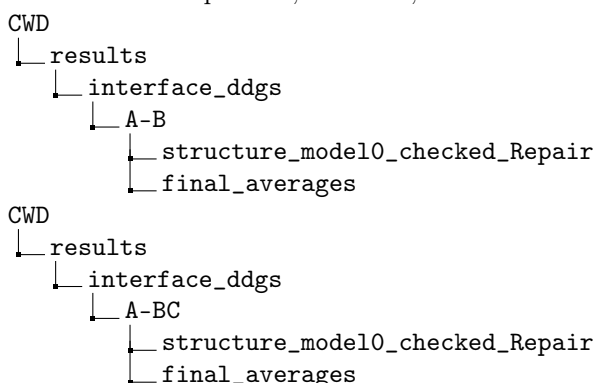 CWD
results
interface_ddgs
A-B
structure_model0_checked_Repair
final_averages
CWD
results
interface_ddgs
A-BC
structure_model0_checked_Repair
final_averages